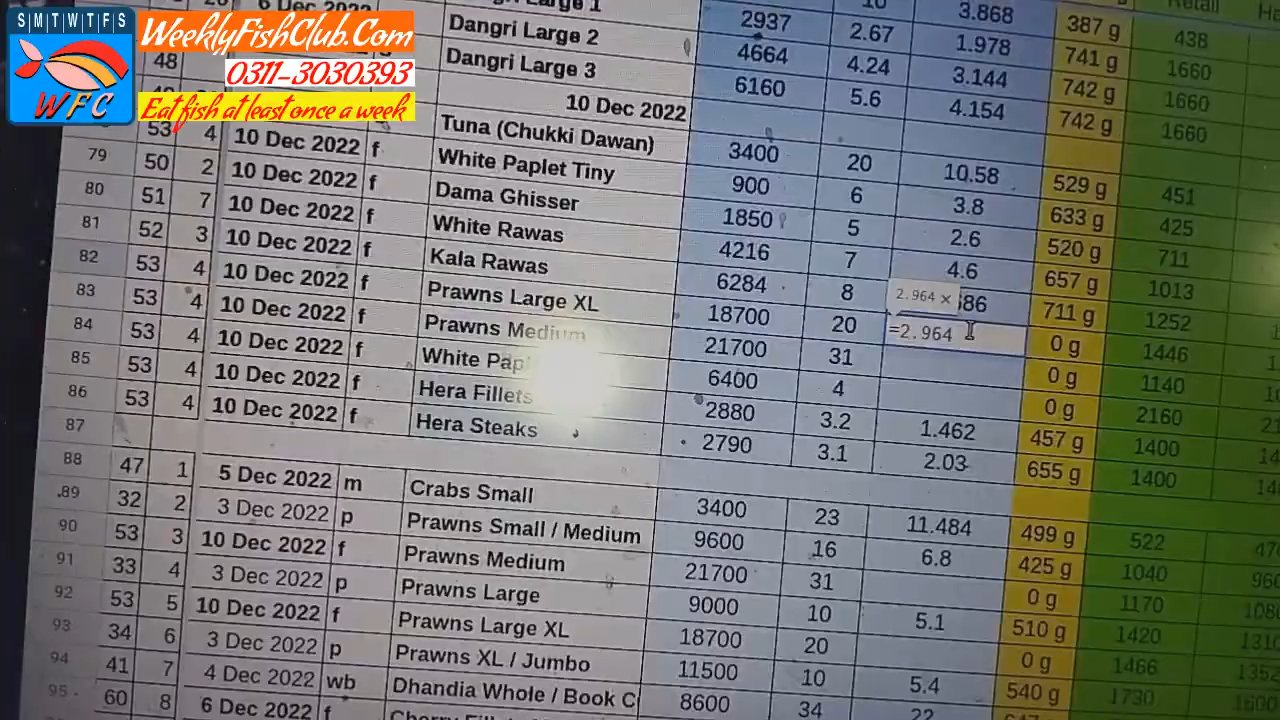 S M T W T F S
WFC
WeeklyFishClub.Com
0311-3030393
Eat fish at least once a week
10 3.868 387 g 438
Large 1 2937 2.67 1.978 741 g 1660
Dangri Large 2 4664 4.24 3.144 742 g 1660
48 Dangri Large 3 6160 5.6 4.154 742 g 1660
10 Dec 2022
Tuna (Chukki Dawan) 3400 20 10.58 529 g 451
53 4 10 Dec 2022 f White Paplet Tiny 900 6 3.8 633 g 425
79 50 2 10 Dec 2022 f Dama Ghisser 1850 5 2.6 520 g 711
80 51 7 10 Dec 2022 f White Rawas 4216 7 4.6 657 g 1013
81 52 3 10 Dec 2022 f Kala Rawas 6284 8 686 711 g 1252
2.964 ×
82 53 4 10 Dec 2022 f Prawns Large XL 18700 20 =2.964 0 g 1446
83 53 4 10 Dec 2022 f Prawns Medium 21700 31 0 g 1140
84 53 4 10 Dec 2022 f White 6400 4 0 g 2160
85 53 4 10 Dec 2022 f Hera Fillets 2880 3.2 1.462 457 g 1400
86 53 4 10 Dec 2022 f Hera Steaks 2790 3.1 2.03 655 g 1400
87
88 47 1 5 Dec 2022 m Crabs Small 3400 23 11.484 499 g 522
89 32 2 3 Dec 2022 p Prawns Small / Medium 9600 16 6.8 425 g 1040
90 53 3 10 Dec 2022 f Prawns Medium 21700 31 0 g 1170
91 33 4 3 Dec 2022 p Prawns Large 9000 10 5.1 510 g 1420
92 53 5 10 Dec 2022 f Prawns Large XL 18700 20 0 g 1466
93 34 6 3 Dec 2022 p Prawns XL / Jumbo 11500 10 5.4 540 g 1730
94 41 7 4 Dec 2022 wb Dhandia Whole / Book C 8600 34 22
95 60 8 6 Dec 2022 f